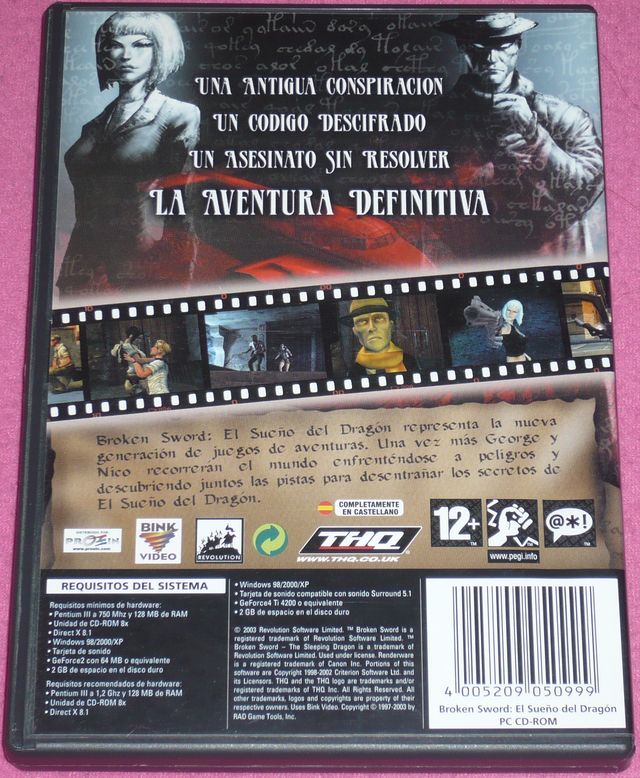 UNA ANTIGUA CONSPIRACION
UN CODIGO DESCIFRADO
UN ASESINATO SIN RESOLVER
LA AVENTURA DEFINITIVA
Broken Sword: El Sueño del Dragón representa la nueva
generación de juegos de aventuras. Una vez más George y
Nico recorrerán el mundo enfrentándose a peligros y
descubriendo juntos las pistas para desentrañar los secretos de
El Sueño del Dragón.
COMPLETAMENTE
EN CASTELLANO
DISTRIBUIDO POR
PROEIN
www.proein.com
BINK
VIDEO
REVOLUTION
THQ
WWW.THQ.CO.UK
12+
www.pegi.info
@*!
REQUISITOS DEL SISTEMA
Requisitos mínimos de hardware:
• Pentium III a 750 Mhz y 128 MB de RAM
• Unidad de CD-ROM 8x
• Direct X 8.1
• Windows 98/2000/XP
• Tarjeta de sonido
• GeForce2 con 64 MB o equivalente
• 2 GB de espacio en el disco duro
Requisitos recomendados de hardware:
• Pentium III a 1,2 Ghz y 128 MB de RAM
• Unidad de CD-ROM 8x
• Direct X 8.1
• Windows 98/2000/XP
• Tarjeta de sonido compatible con sonido Surround 5.1
• GeForce4 Ti 4200 o equivalente
• 2 GB de espacio en el disco duro
© 2003 Revolution Software Limited. ™ Broken Sword is a
registered trademark of Revolution Software Limited. ™
Broken Sword – The Sleeping Dragon is a trademark of
Revolution Software Limited. Used under license. Renderware
is a registered trademark of Canon Inc. Portions of this
software are Copyright 1998-2002 Criterion Software Ltd. and
its Licensors. THQ and the THQ logo are trademarks and/or
registered trademarks of THQ Inc. All Rights Reserved. All
other trademarks, logos and copyrights are property of their
respective owners. Uses Bink Video. Copyright © 1997-2003 by
RAD Game Tools, Inc.
4 005209 050999
Broken Sword: El Sueño del Dragón
PC CD-ROM